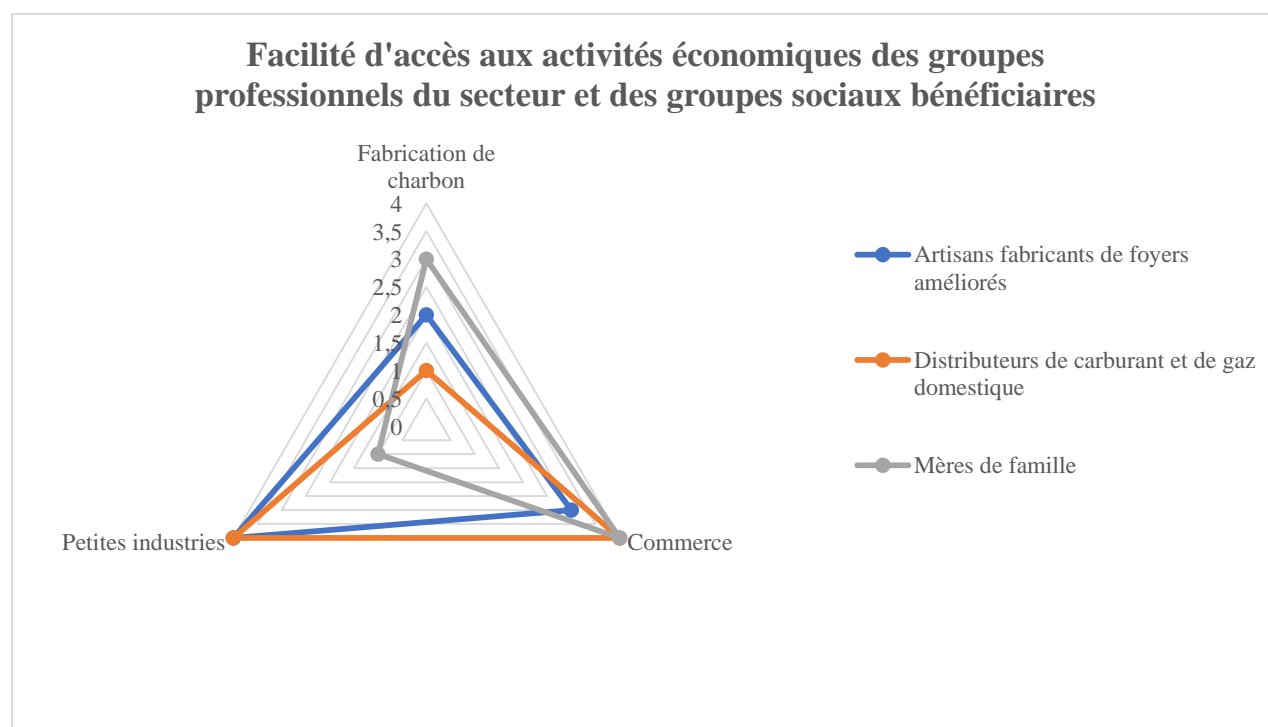 Facilité d'accès aux activités économiques des groupes
professionnels du secteur et des groupes sociaux bénéficiaires
Fabrication de
charbon
4
3,5
3
2,5
2
1,5
1
0,5
0
Petites industries
Commerce
Artisans fabricants de foyers
améliorés
Distributeurs de carburant et de gaz
domestique
Mères de famille